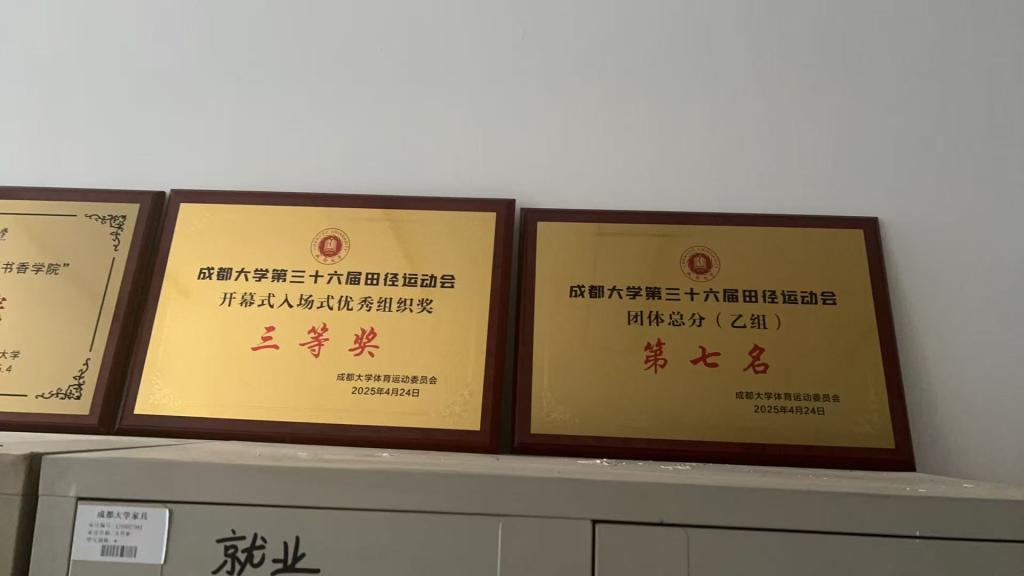 书香学院”
大学
5.4
成都大学第三十六届田径运动会
开幕式入场式优秀组织奖
三等奖
成都大学体育运动委员会
2025年4月24日
成都大学第三十六届田径运动会
团体总分（乙组）
第七名
成都大学体育运动委员会
2025年4月24日
成都大学家具
就业